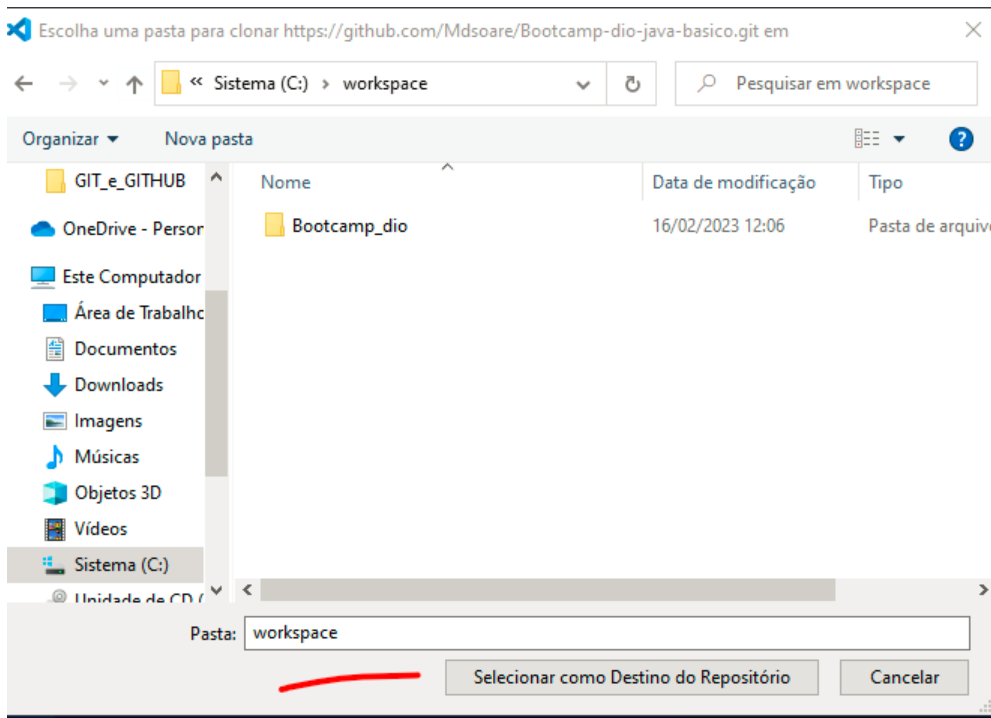 Escolha uma pasta para clonar https://github.com/Mdsoare/Bootcamp-dio-java-basico.git em
« Sistema (C:) › workspace
Pesquisar em workspace
Organizar
Nova pasta
GIT_e_GITHUB
OneDrive - Person
Este Computador
Área de Trabalho
Documentos
Downloads
Imagens
Músicas
Objetos 3D
Vídeos
Sistema (C:)
Unidade de CD (
Nome
Data de modificação
Tipo
Bootcamp_dio
16/02/2023 12:06
Pasta de arquivo
Pasta:
workspace
Selecionar como Destino do Repositório
Cancelar